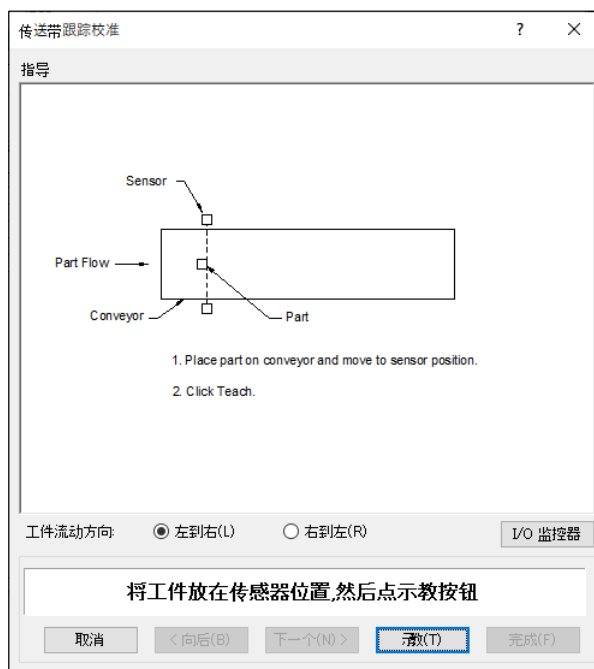 传送带跟踪校准
指导
Sensor
Part Flow
Conveyor
Part
1. Place part on conveyor and move to sensor position.
2. Click Teach.
工件流动方向: 左到右(L) 右到左(R) I/O 监控器
将工件放在传感器位置,然后点示教按钮
取消 < 向后(B) 下一个(N) > 示教(T) 完成(F)